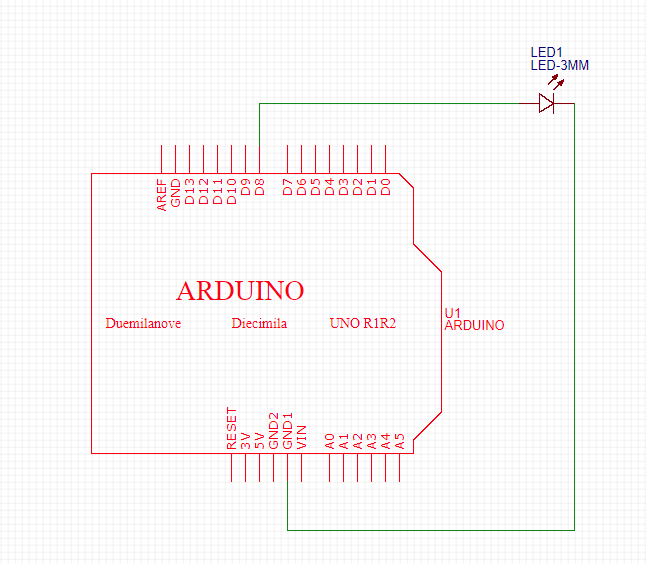 LED1
LED-3MM
AREF
GND
D13
D12
D11
D10
D9
D8
D7
D6
D5
D4
D3
D2
D1
D0
ARDUINO
Duemilanove Diecimila UNO R1R2
U1
ARDUINO
RESET
3V
5V
GND2
GND1
VIN
A0
A1
A2
A3
A4
A5